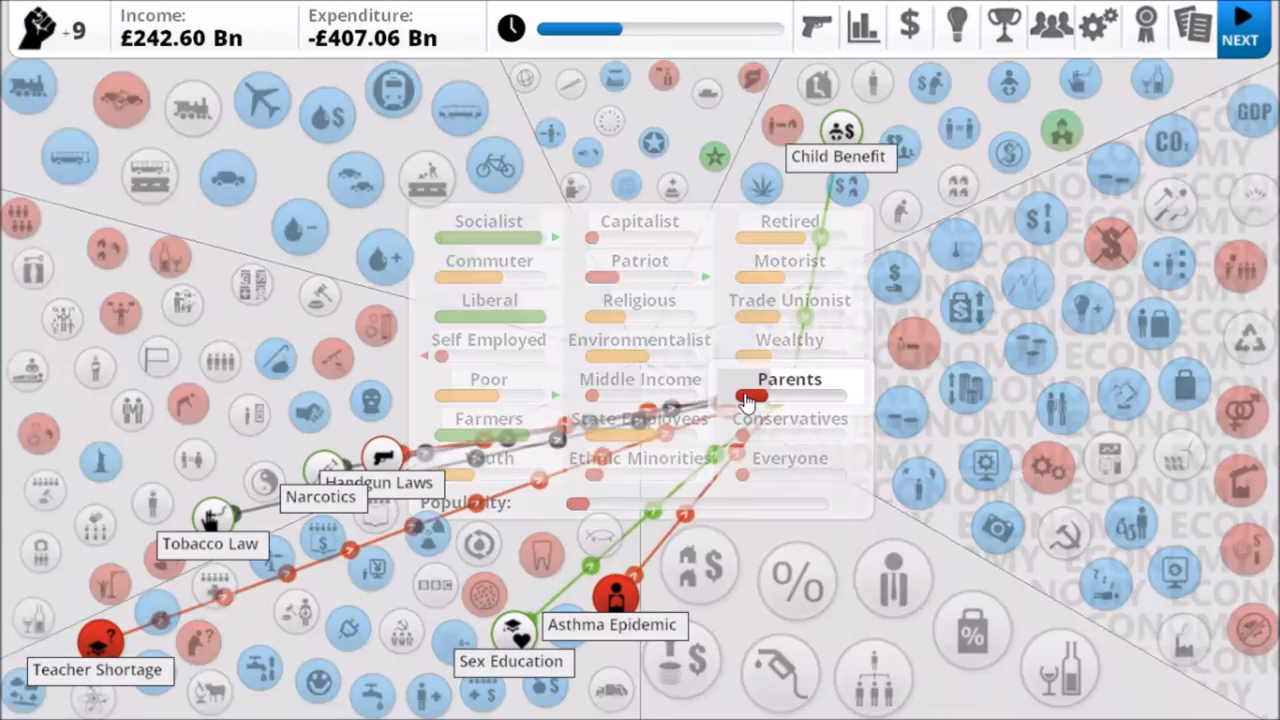 +9
Income:
£242.60 Bn
Expenditure:
-£407.06 Bn
NEXT
GDP
CO₂
ECONOMY
Child Benefit
Socialist
Capitalist
Retired
Commuter
Patriot
Motorist
Liberal
Religious
Trade Unionist
Self Employed
Environmentalist
Wealthy
Poor
Middle Income
Parents
Farmers
State Employees
Conservatives
Youth
Ethnic Minorities
Everyone
Popularity:
Handgun Laws
Narcotics
Tobacco Law
BBC
Asthma Epidemic
Sex Education
Teacher Shortage